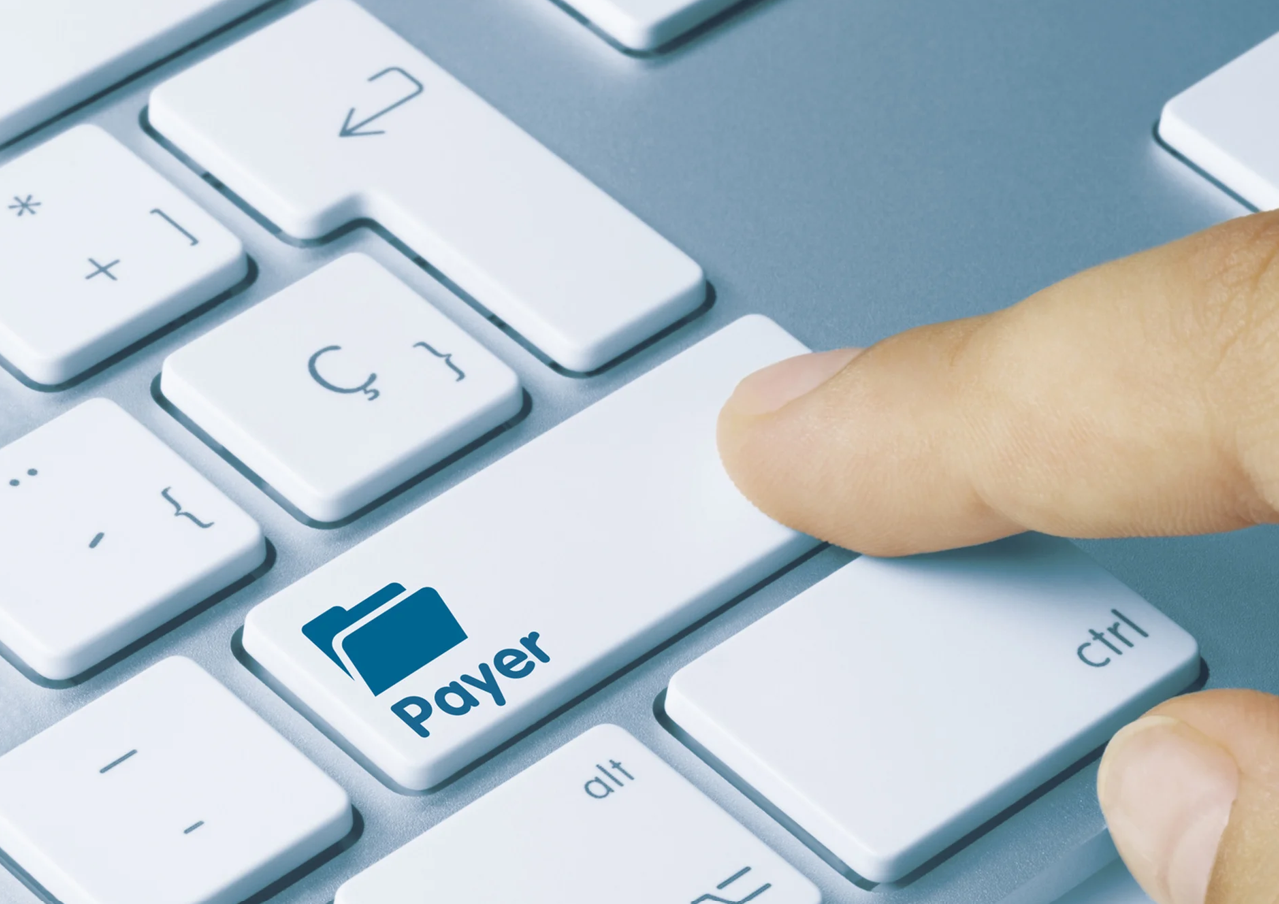 *
+
]
Ç
}
¨
´
{
Payer
_
-
alt
ctrl